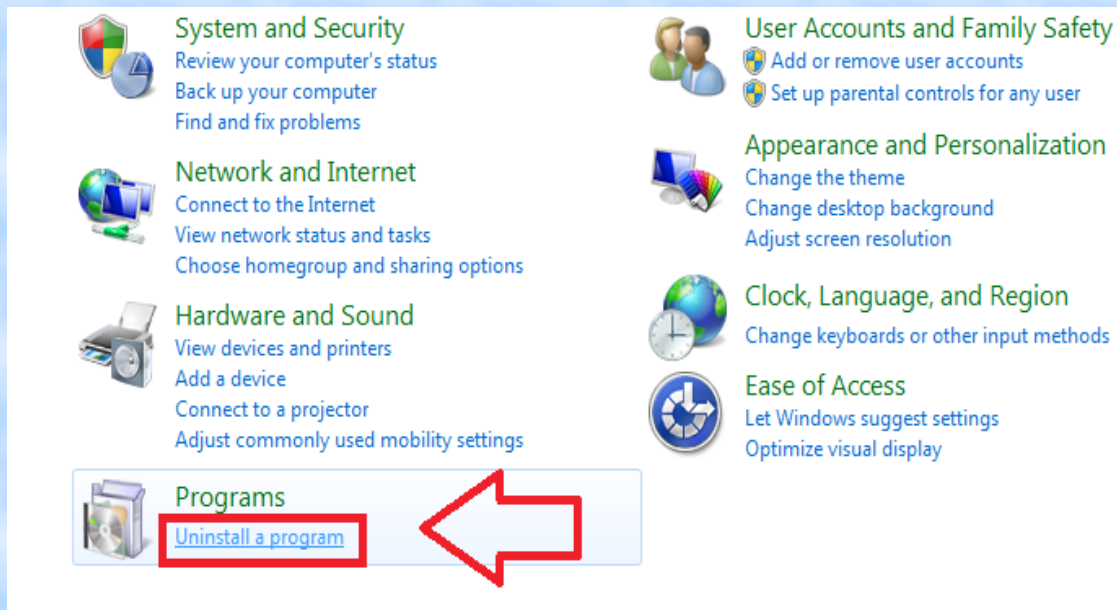 System and Security
Review your computer's status
Back up your computer
Find and fix problems
Network and Internet
Connect to the Internet
View network status and tasks
Choose homegroup and sharing options
Hardware and Sound
View devices and printers
Add a device
Connect to a projector
Adjust commonly used mobility settings
Programs
Uninstall a program
User Accounts and Family Safety
Add or remove user accounts
Set up parental controls for any user
Appearance and Personalization
Change the theme
Change desktop background
Adjust screen resolution
Clock, Language, and Region
Change keyboards or other input methods
Ease of Access
Let Windows suggest settings
Optimize visual display